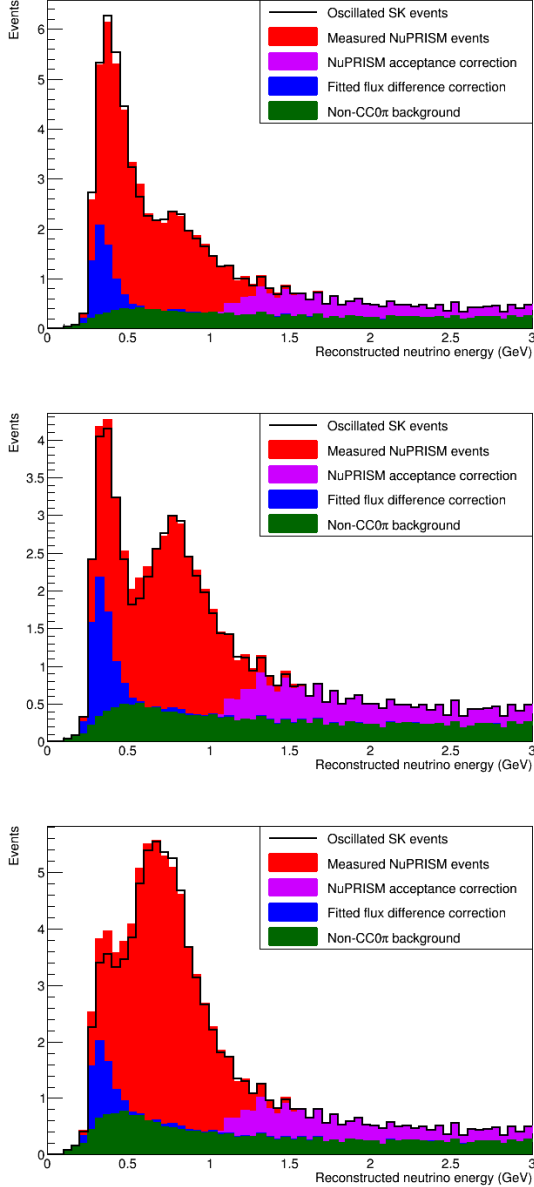 Events
Oscillated SK events
Measured NuPRISM events
NuPRISM acceptance correction
Fitted flux difference correction
Non-CC0π background
6
5
4
3
2
1
0
0 0.5 1 1.5 2 2.5 3
Reconstructed neutrino energy (GeV)
Events
Oscillated SK events
Measured NuPRISM events
NuPRISM acceptance correction
Fitted flux difference correction
Non-CC0π background
4
3.5
3
2.5
2
1.5
1
0.5
0
0 0.5 1 1.5 2 2.5 3
Reconstructed neutrino energy (GeV)
Events
Oscillated SK events
Measured NuPRISM events
NuPRISM acceptance correction
Fitted flux difference correction
Non-CC0π background
5
4
3
2
1
0
0 0.5 1 1.5 2 2.5 3
Reconstructed neutrino energy (GeV)